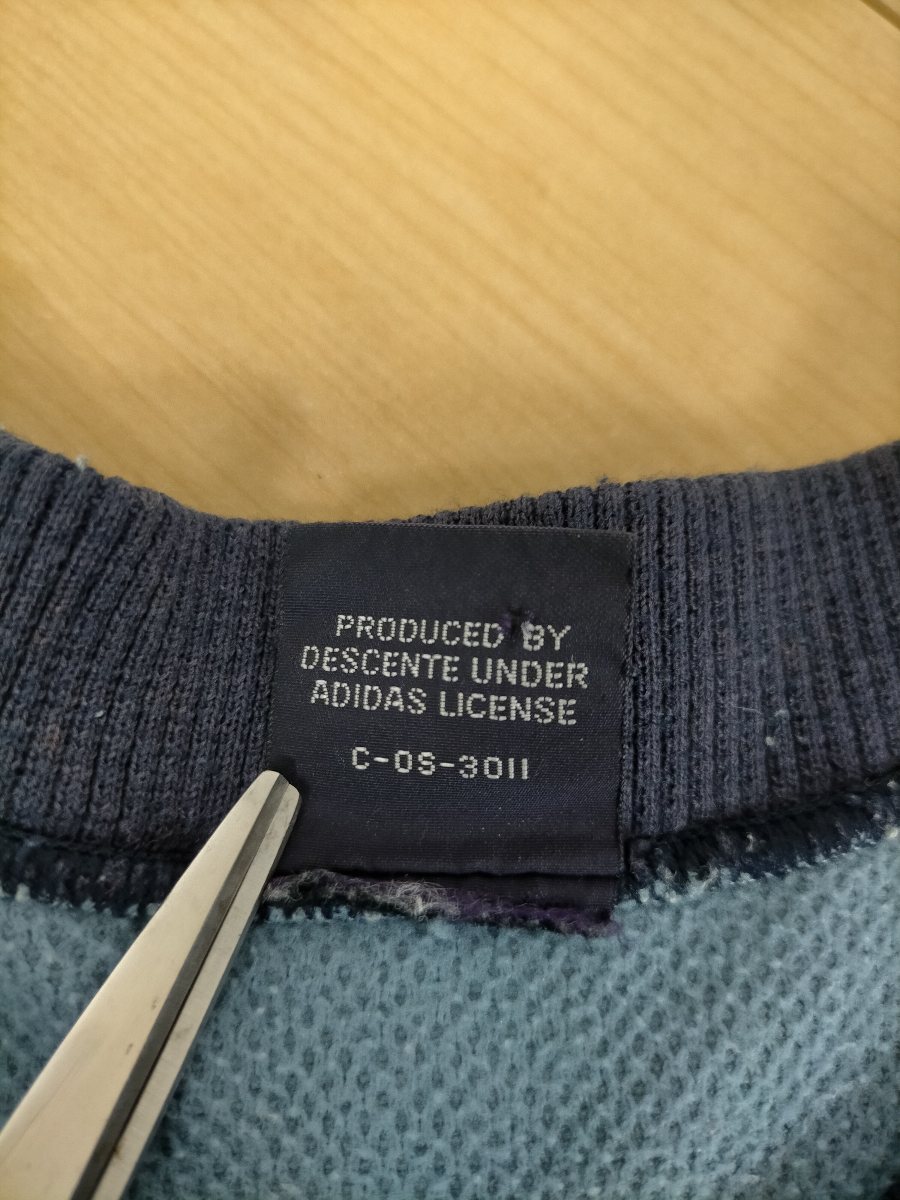 PRODUCED BY
DESCENTE UNDER
ADIDAS LICENSE
C-OS-3011